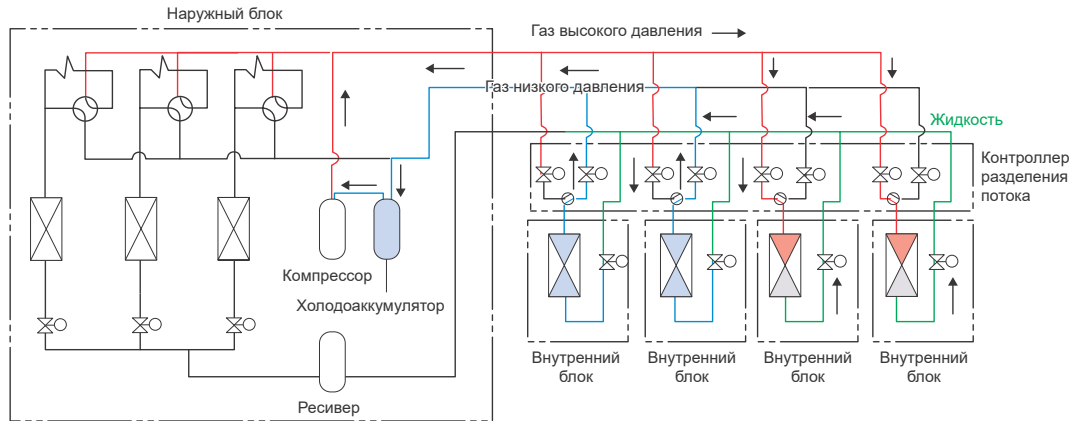 Наружный блок
Газ высокого давления
Газ низкого давления
Жидкость
Контроллер
разделения
потока
Компрессор
Холодоаккумулятор
Ресивер
Внутренний
блок
Внутренний
блок
Внутренний
блок
Внутренний
блок